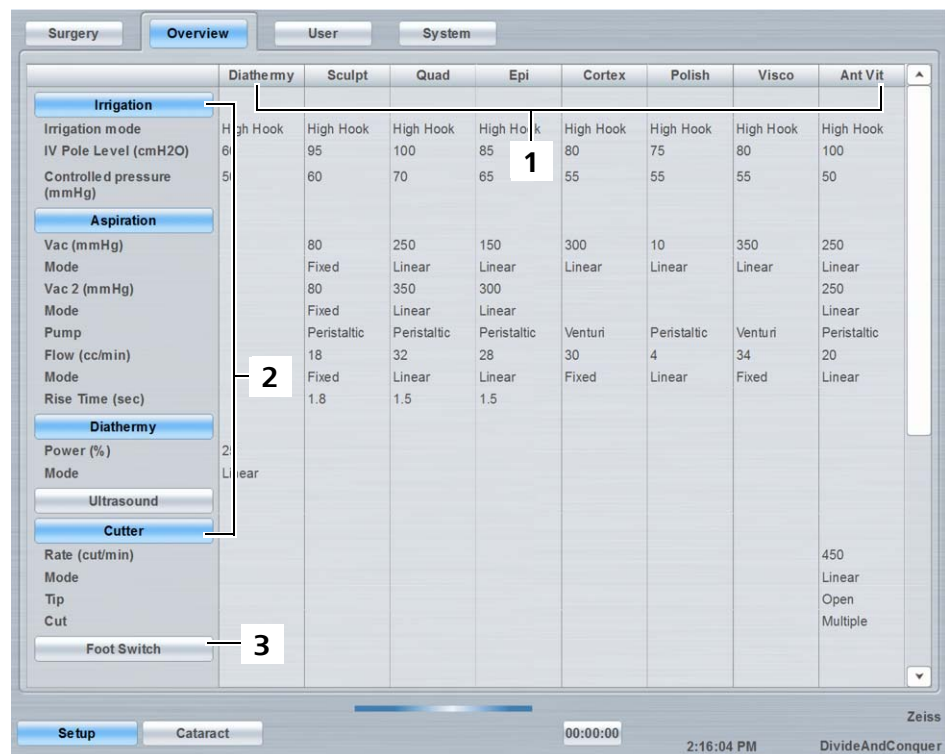 Surgery Overview User System
Diathermy Sculpt Quad Epi Cortex Polish Visco Ant Vit
Irrigation
1
Irrigation mode High Hook High Hook High Hook High Hook High Hook High Hook High Hook High Hook
IV Pole Level (cmH2O) 95 100 85 80 75 80 100
Controlled pressure
(mmHg) 60 70 65 55 55 55 50
Aspiration
Vac (mmHg) 80 250 150 300 10 350 250
Mode Fixed Linear Linear Linear Linear Linear Linear
Vac 2 (mmHg) 80 350 300 250
Mode Fixed Linear Linear Linear
Pump Peristaltic Peristaltic Peristaltic Venturi Peristaltic Venturi Peristaltic
Flow (cc/min) 18 32 28 30 4 34 20
2
Mode Fixed Linear Linear Fixed Linear Fixed Linear
Rise Time (sec) 1.8 1.5 1.5
Diathermy
Power (%)
Mode Linear
Ultrasound
Cutter
Rate (cut/min) 450
Mode Linear
Tip Open
Cut Multiple
Foot Switch 3
Zeiss
Setup Cataract 00:00:00
2:16:04 PM DivideAndConquer